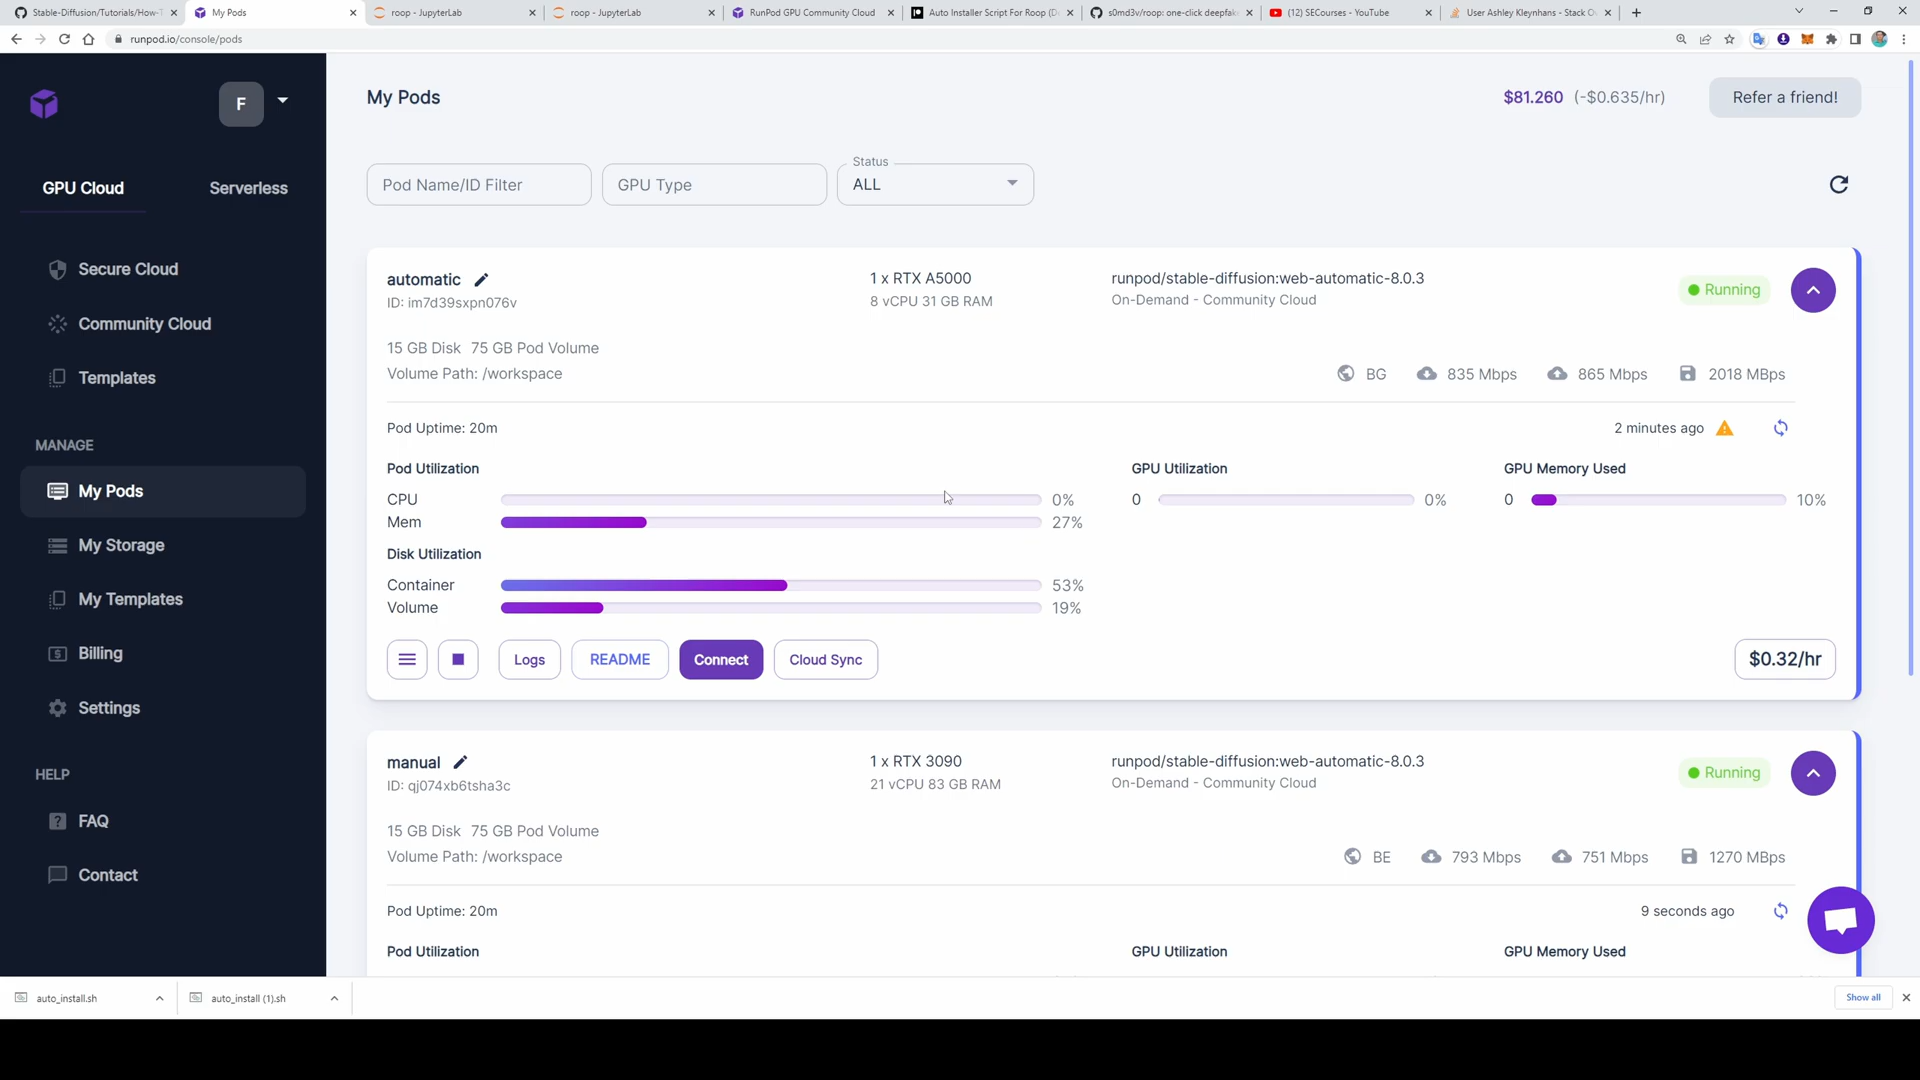 Stable-Diffusion/Tutorials/How-T
My Pods
roop - JupyterLab
roop - JupyterLab
RunPod GPU Community Cloud
Auto Installer Script For Roop (D
s0md3v/roop: one-click deepfake
(12) SECourses - YouTube
User Ashley Kleynhans - Stack O
runpod.io/console/pods
F
GPU Cloud
Serverless
Secure Cloud
Community Cloud
Templates
MANAGE
My Pods
My Storage
My Templates
Billing
Settings
HELP
FAQ
Contact
My Pods
$81.260 (-$0.635/hr)
Refer a friend!
Pod Name/ID Filter
GPU Type
Status
ALL
automatic
ID: im7d39sxpn076v
1 x RTX A5000
8 vCPU 31 GB RAM
runpod/stable-diffusion:web-automatic-8.0.3
On-Demand - Community Cloud
Running
15 GB Disk 75 GB Pod Volume
Volume Path: /workspace
BG 835 Mbps 865 Mbps 2018 MBps
Pod Uptime: 20m
2 minutes ago
Pod Utilization
CPU 0%
Mem 27%
GPU Utilization
0 0%
GPU Memory Used
0 10%
Disk Utilization
Container 53%
Volume 19%
Logs
README
Connect
Cloud Sync
$0.32/hr
manual
ID: qj074xb6tsha3c
1 x RTX 3090
21 vCPU 83 GB RAM
runpod/stable-diffusion:web-automatic-8.0.3
On-Demand - Community Cloud
Running
15 GB Disk 75 GB Pod Volume
Volume Path: /workspace
BE 793 Mbps 751 Mbps 1270 MBps
Pod Uptime: 20m
9 seconds ago
Pod Utilization
GPU Utilization
GPU Memory Used
auto_install.sh
auto_install (1).sh
Show all